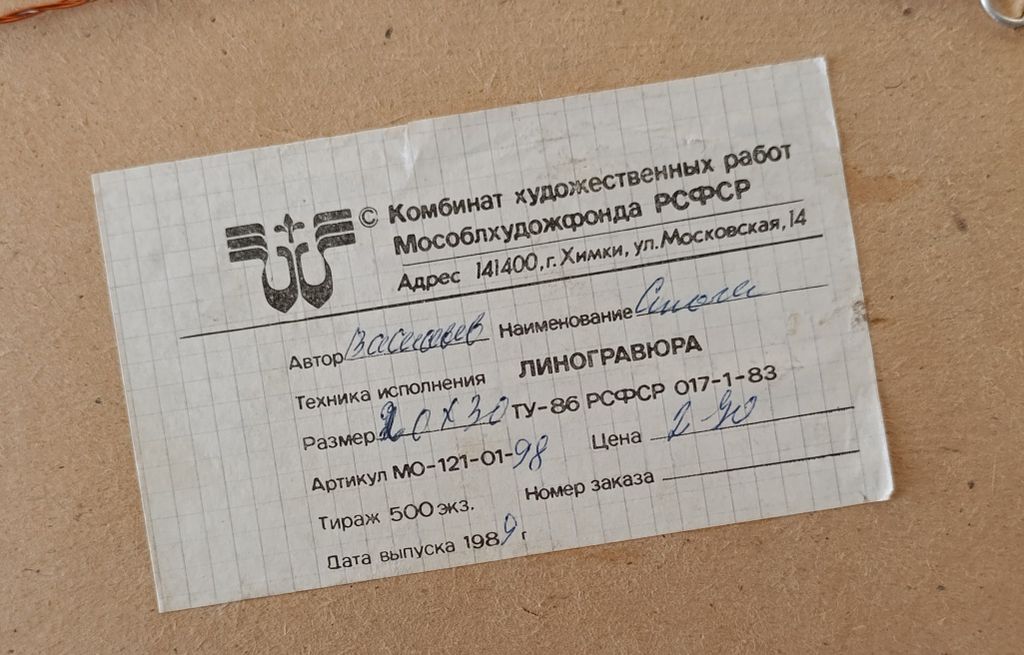 © Комбинат художественных работ
Мособлхудожфонда РСФСР
Адрес 141400, г. Химки, ул. Московская, 14
Автор Васильев Наименование
Техника исполнения ЛИНОГРАВЮРА
Размер 20х30 ТУ-86 РСФСР 017-1-83
Артикул МО-121-01-98 Цена 2-90
Тираж 500 экз. Номер заказа
Дата выпуска 1989 г